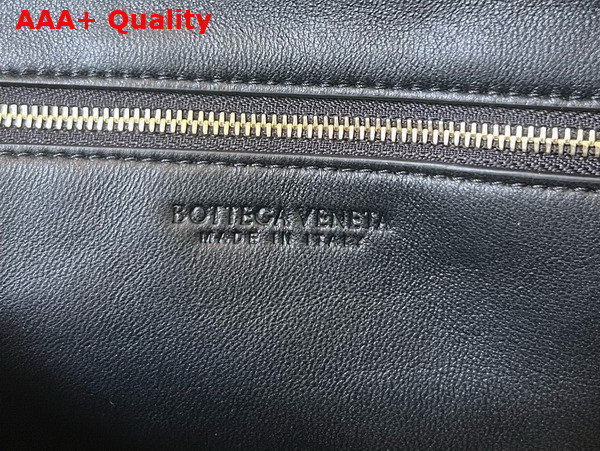 AAA+ Quality
BOTTEGA VENETA
MADE IN ITALY